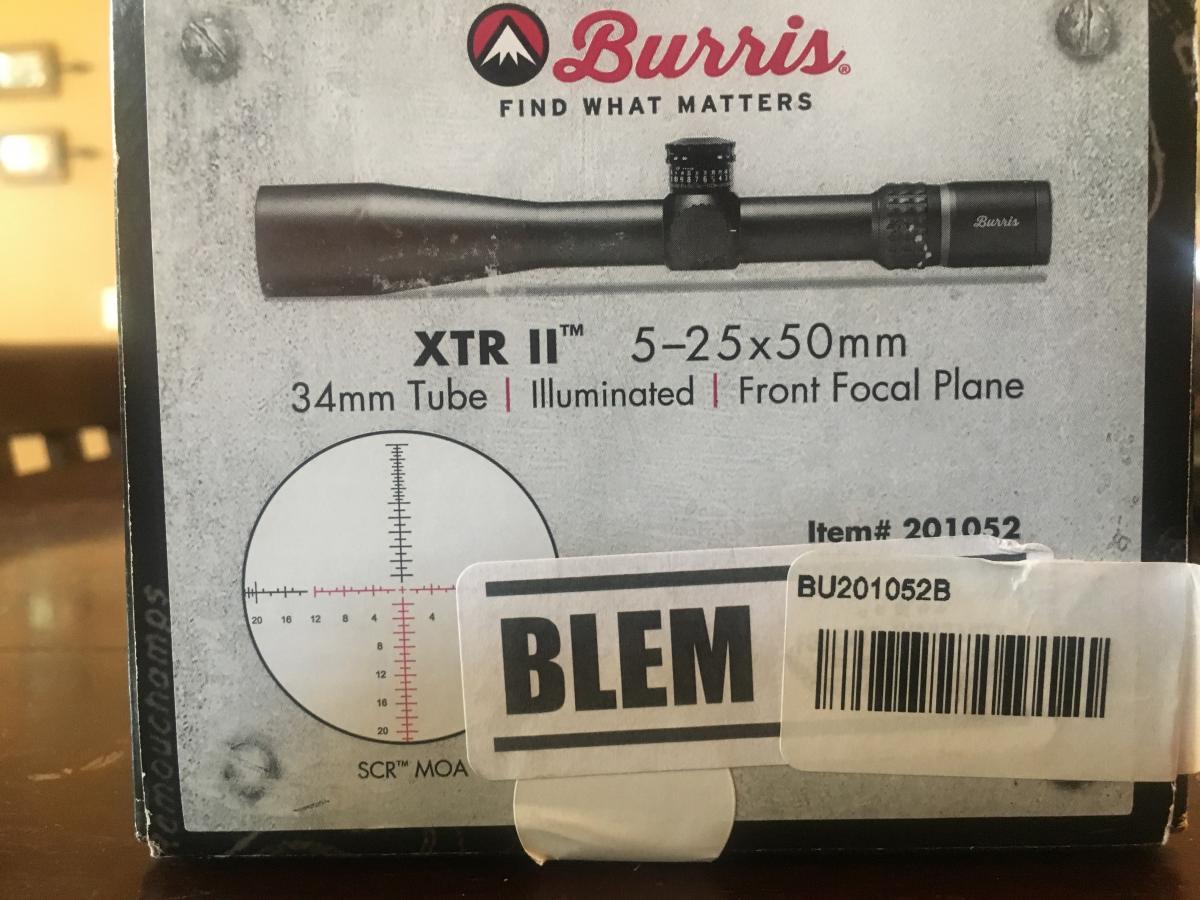 Burris®
FIND WHAT MATTERS
Burris
XTR II™ 5–25x50mm
34mm Tube | Illuminated | Front Focal Plane
Item# 201052
BU201052B
BLEM
20 16 12 8 4 4
8
12
16
20
SCR™ MOA